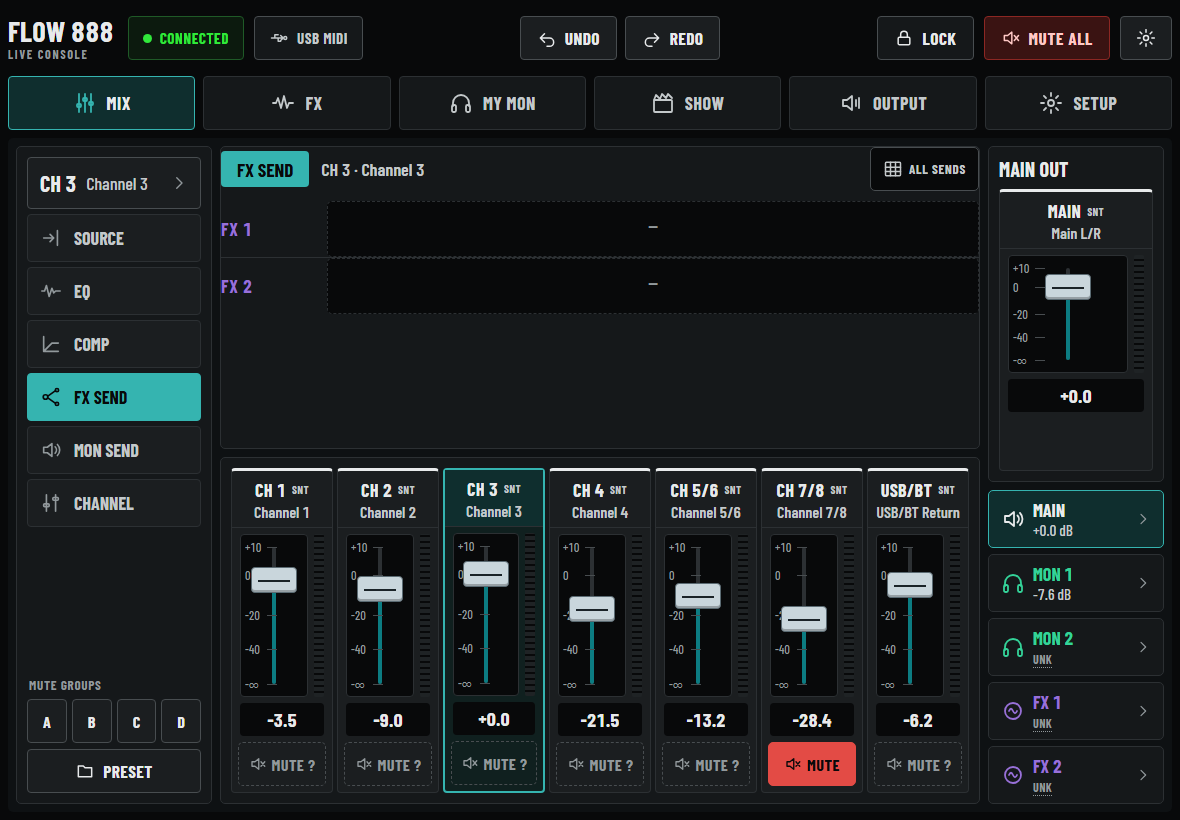 FLOW 888
LIVE CONSOLE
CONNECTED
USB MIDI
UNDO
REDO
LOCK
MUTE ALL
MIX
FX
MY MON
SHOW
OUTPUT
SETUP
CH 3 Channel 3
SOURCE
EQ
COMP
FX SEND
MON SEND
CHANNEL
MUTE GROUPS
A B C D
PRESET
FX SEND CH 3 · Channel 3
ALL SENDS
FX 1 –
FX 2 –
CH 1 SNT
Channel 1
+10
0
-20
-40
-∞
-3.5
MUTE ?
CH 2 SNT
Channel 2
+10
0
-20
-40
-∞
-9.0
MUTE ?
CH 3 SNT
Channel 3
+10
0
-20
-40
-∞
+0.0
MUTE ?
CH 4 SNT
Channel 4
+10
0
-40
-∞
-21.5
MUTE ?
CH 5/6 SNT
Channel 5/6
+10
0
-20
-40
-∞
-13.2
MUTE ?
CH 7/8 SNT
Channel 7/8
+10
0
-40
-∞
-28.4
MUTE
USB/BT SNT
USB/BT Return
+10
0
-20
-40
-∞
-6.2
MUTE ?
MAIN OUT
MAIN SNT
Main L/R
+10
0
-20
-40
-∞
+0.0
MAIN
+0.0 dB
MON 1
-7.6 dB
MON 2
UNK
FX 1
UNK
FX 2
UNK